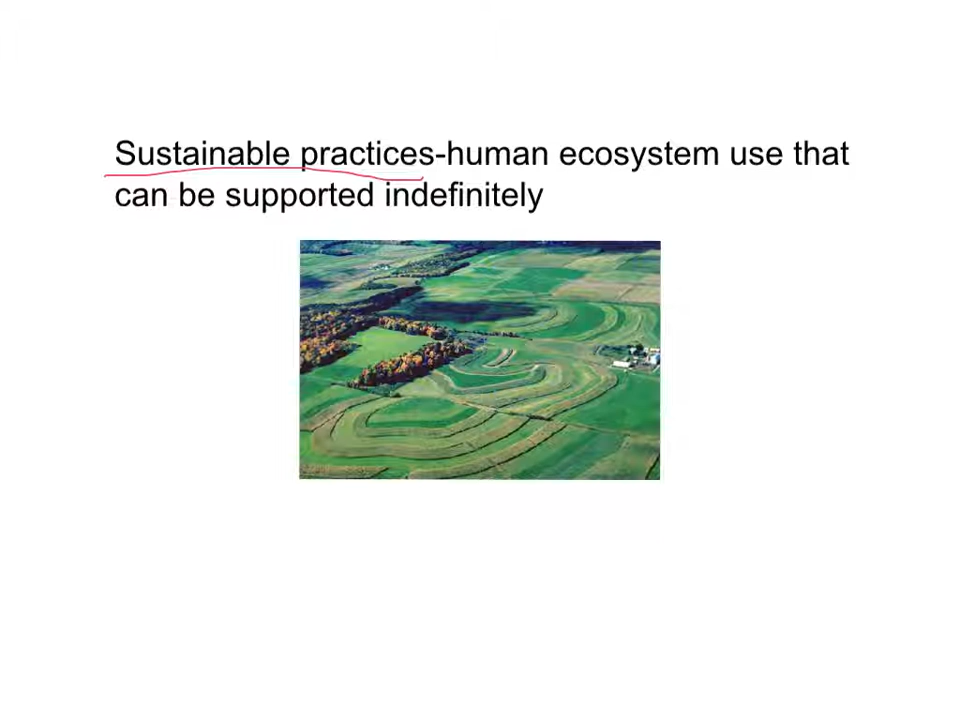 Sustainable practices-human ecosystem use that
can be supported indefinitely